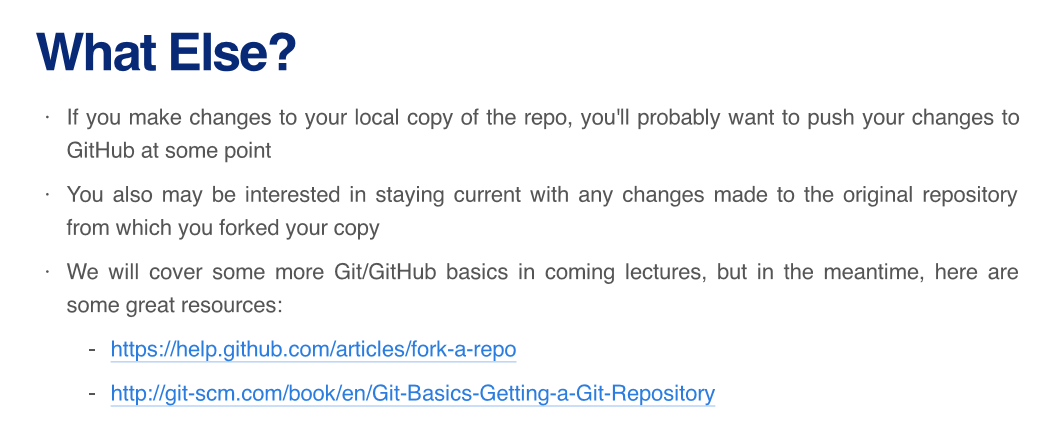 What Else?
· If you make changes to your local copy of the repo, you'll probably want to push your changes to
GitHub at some point
· You also may be interested in staying current with any changes made to the original repository
from which you forked your copy
· We will cover some more Git/GitHub basics in coming lectures, but in the meantime, here are
some great resources:
- https://help.github.com/articles/fork-a-repo
- http://git-scm.com/book/en/Git-Basics-Getting-a-Git-Repository